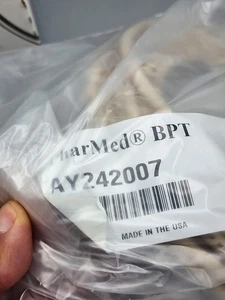 harMed® BPT
AY242007
MADE IN THE USA